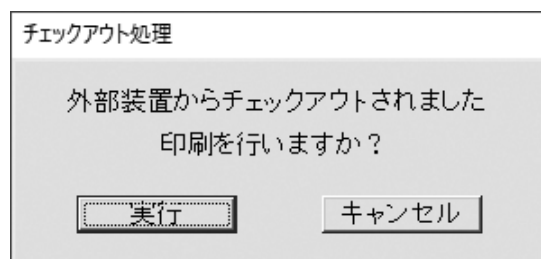 チェックアウト処理
外部装置からチェックアウトされました
印刷を行いますか？
実行 キャンセル